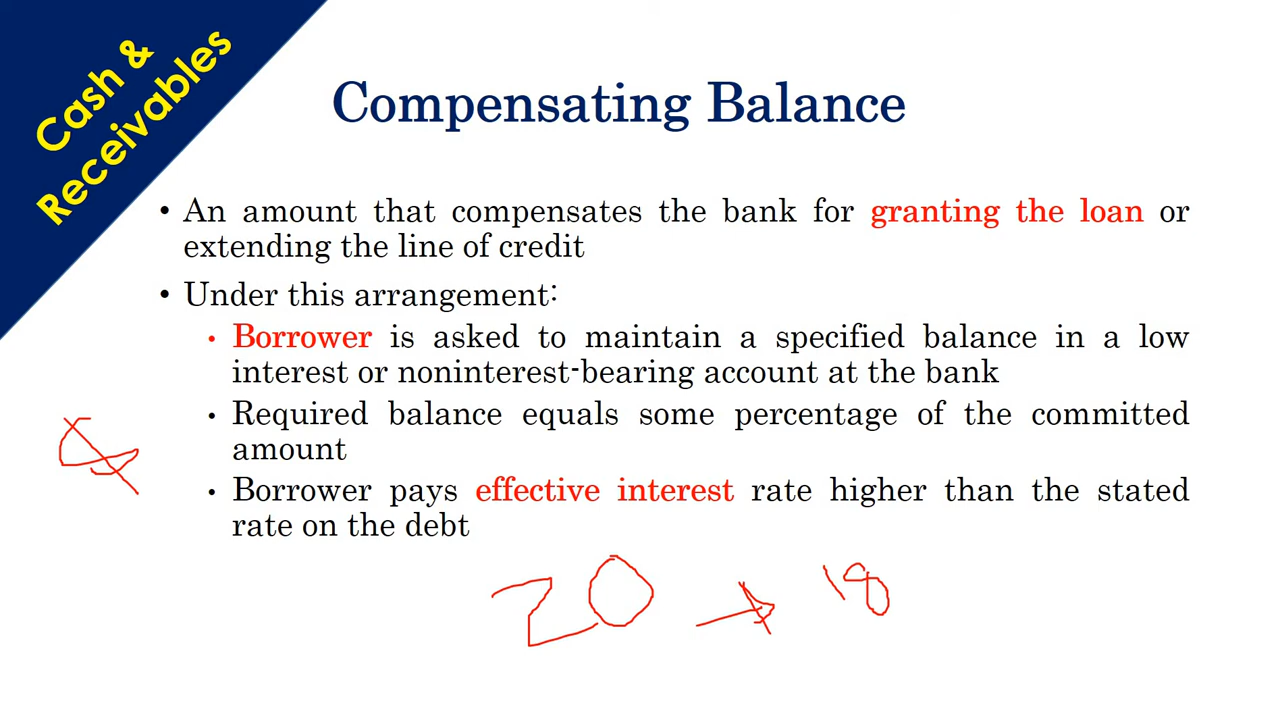 Cash &
Receivables
Compensating Balance
• An amount that compensates the bank for granting the loan or
extending the line of credit
• Under this arrangement:
• Borrower is asked to maintain a specified balance in a low
interest or noninterest-bearing account at the bank
• Required balance equals some percentage of the committed
amount
• Borrower pays effective interest rate higher than the stated
rate on the debt
20 → 18